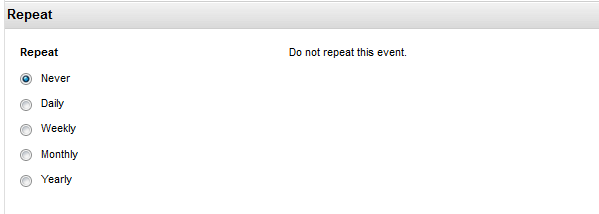 Repeat
Repeat
Do not repeat this event.
Never
Daily
Weekly
Monthly
Yearly